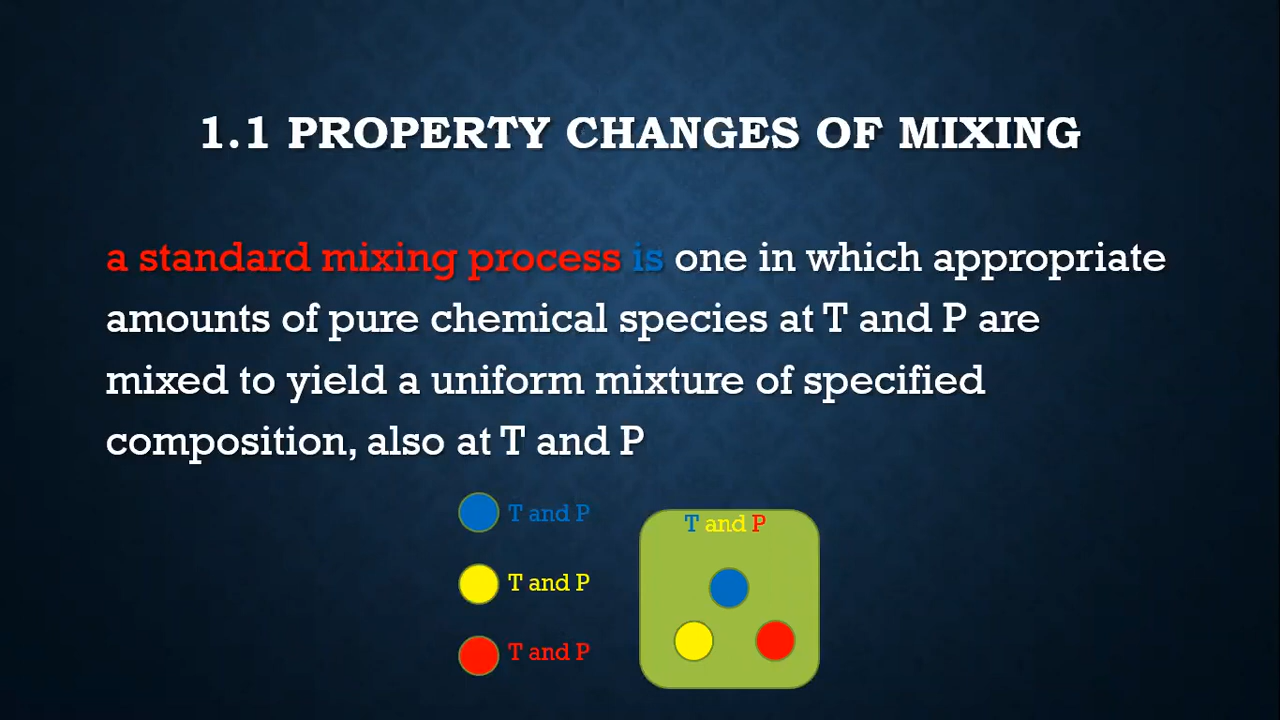 1.1 PROPERTY CHANGES OF MIXING
a standard mixing process is one in which appropriate
amounts of pure chemical species at T and P are
mixed to yield a uniform mixture of specified
composition, also at T and P
T and P
T and P
T and P
T and P